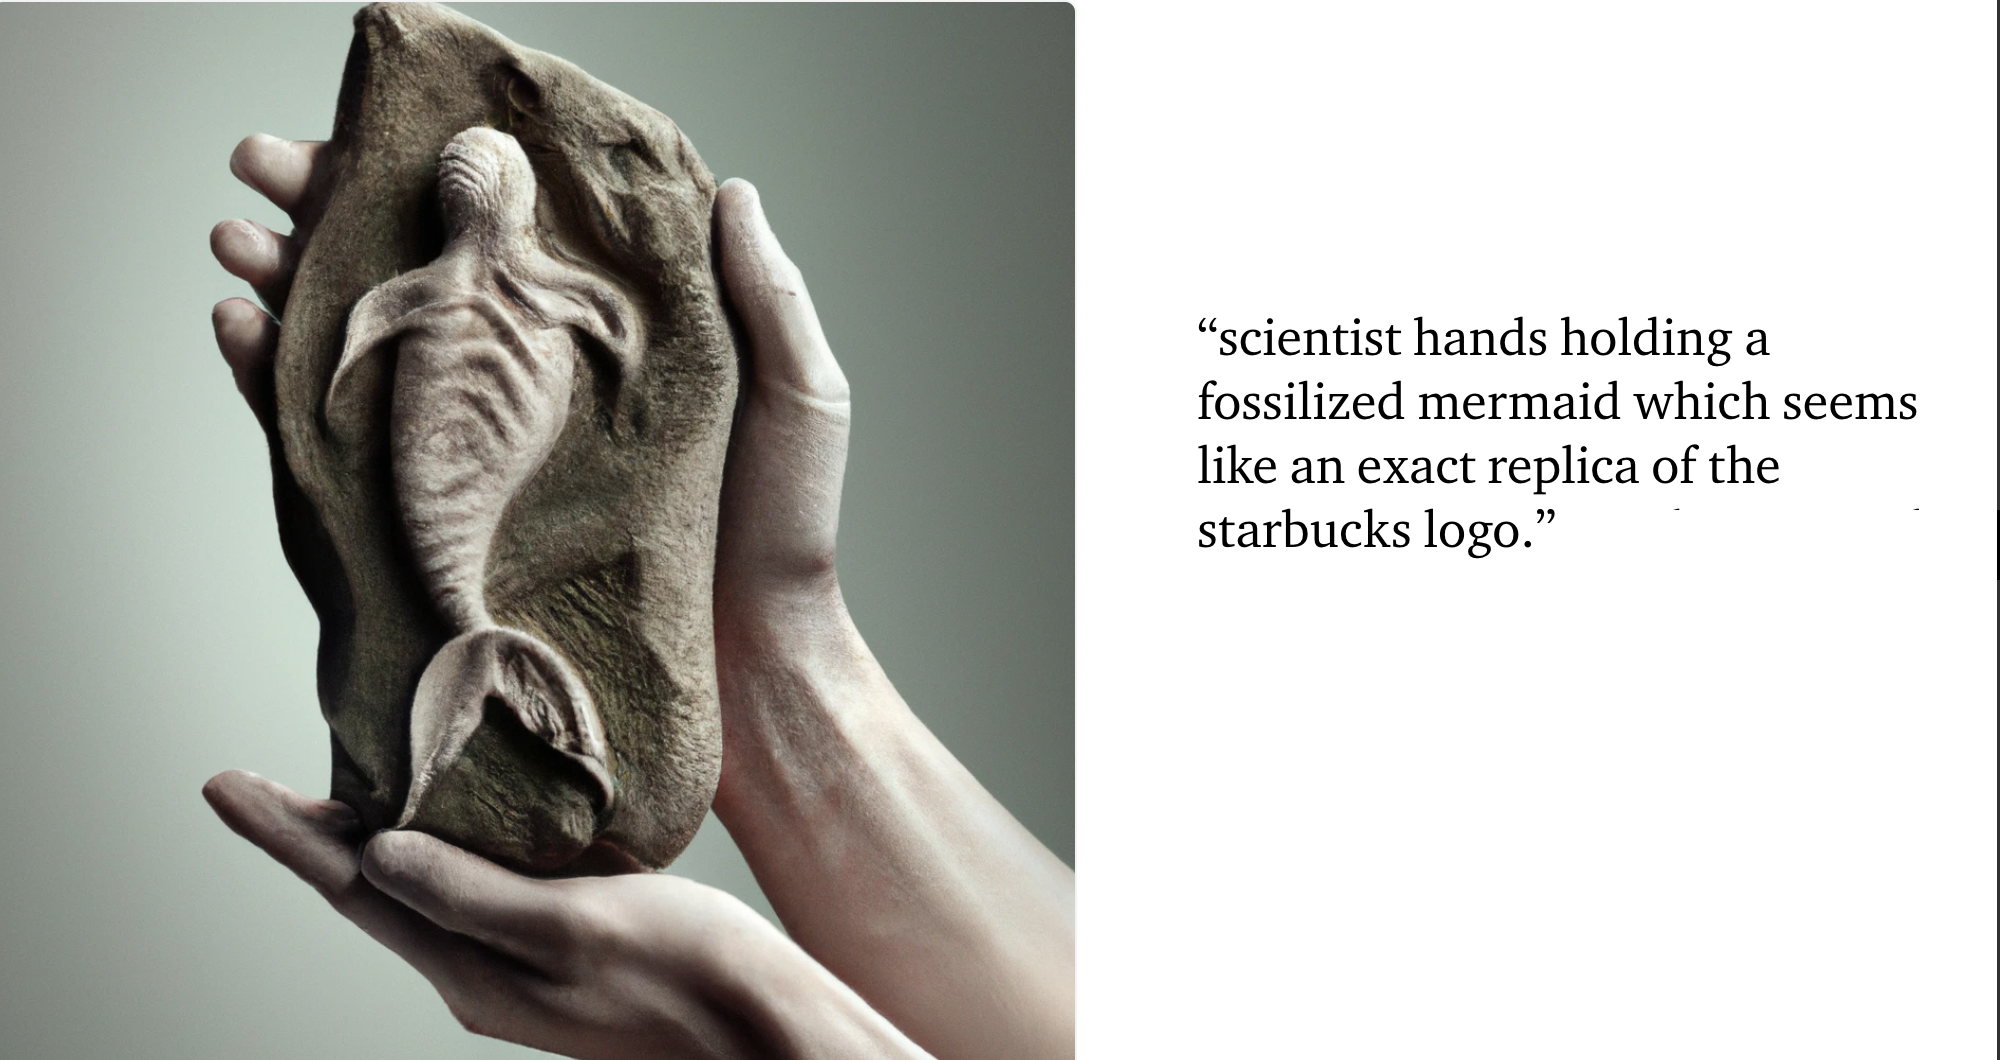 “scientist hands holding a
fossilized mermaid which seems
like an exact replica of the
starbucks logo.”